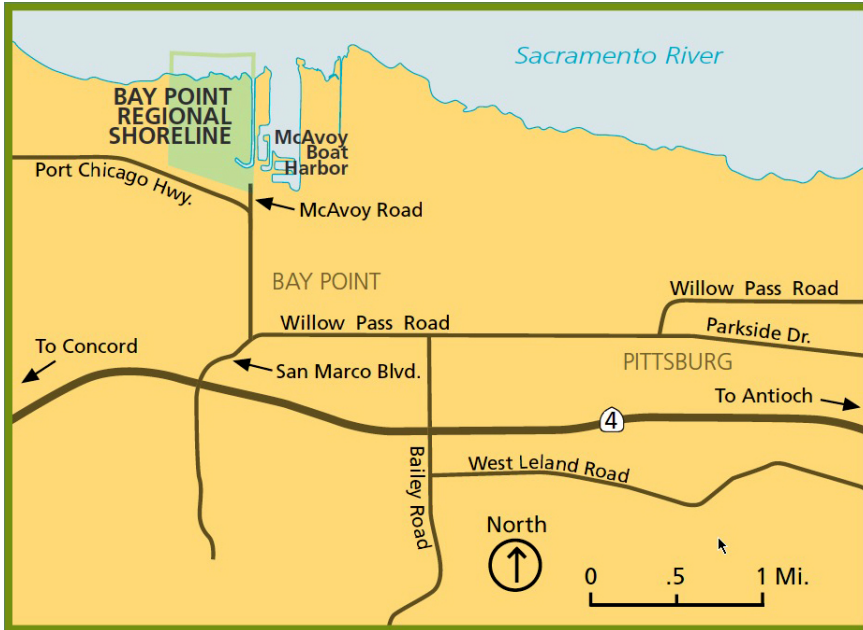 Sacramento River
BAY POINT
REGIONAL
SHORELINE
McAvoy
Boat
Harbor
Port Chicago Hwy.
McAvoy Road
BAY POINT
Willow Pass Road
Willow Pass Road
Parkside Dr.
To Concord
San Marco Blvd.
PITTSBURG
To Antioch
4
Bailey Road
West Leland Road
North
0 .5 1 Mi.